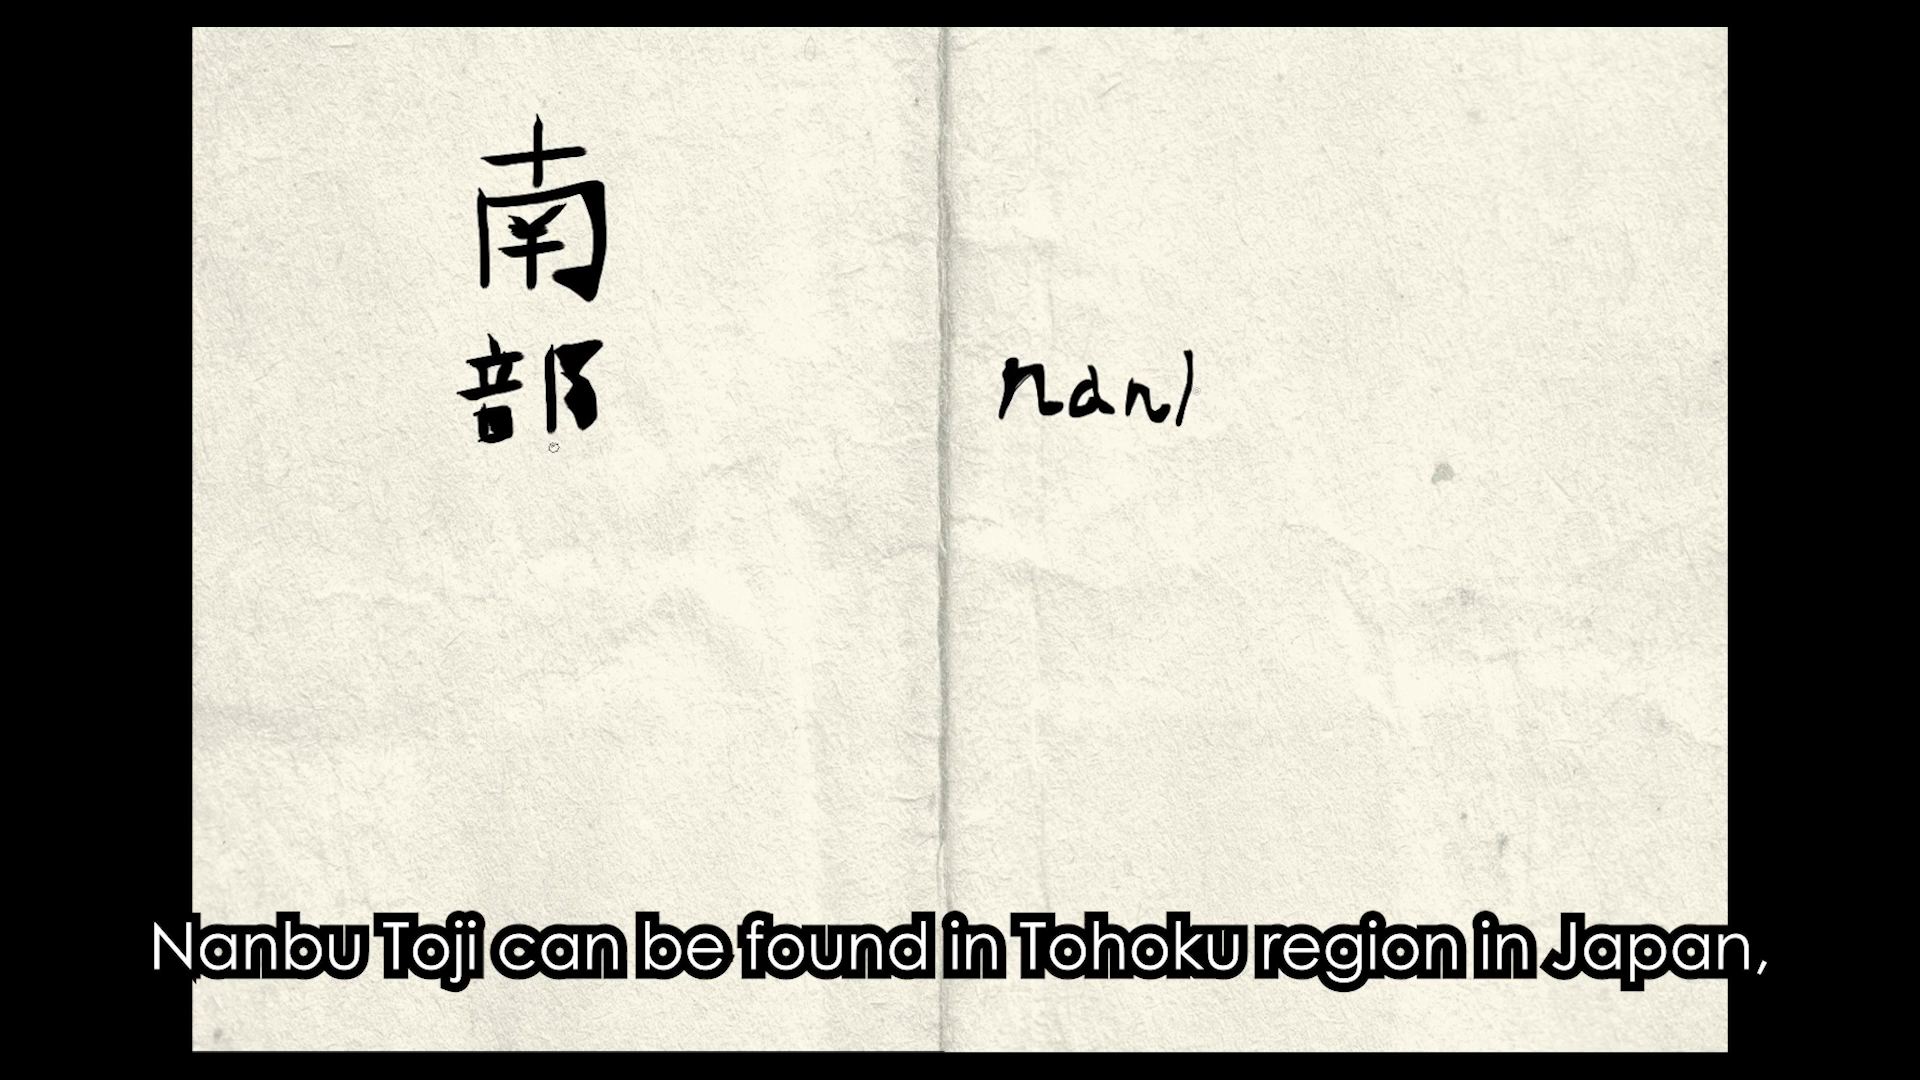 南
部
nanl
Nanbu Toji can be found in Tohoku region in Japan,